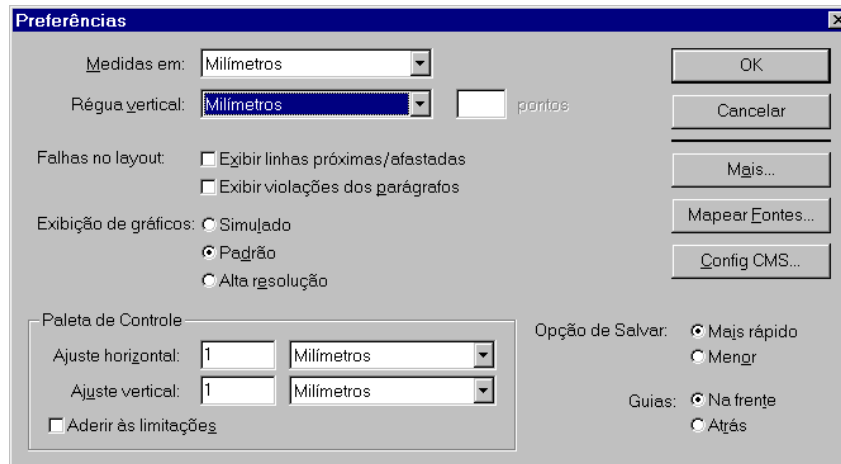 Preferências
Medidas em: Milímetros
OK
Régua vertical: Milímetros pontos
Cancelar
Falhas no layout: Exibir linhas próximas/afastadas
Mais...
Exibir violações dos parágrafos
Exibição de gráficos: Simulado
Mapear Fontes...
Padrão
Config CMS...
Alta resolução
Paleta de Controle
Opção de Salvar: Mais rápido
Ajuste horizontal: 1 Milímetros
Menor
Ajuste vertical: 1 Milímetros
Guias: Na frente
Aderir às limitações
Atrás